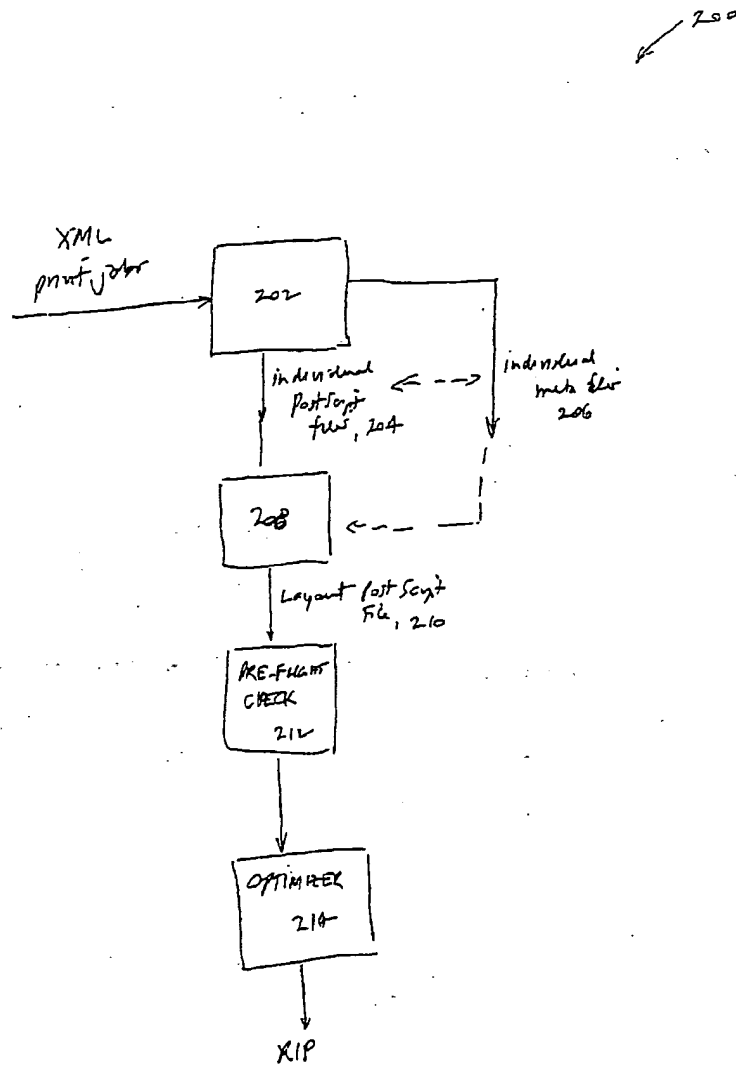 200
XML
print jobs
202
individual
PostScript
files, 204
individual
meta files
206
208
Layout PostScript
File, 210
PRE-FLIGHT
CHECK
212
OPTIMIZER
214
RIP